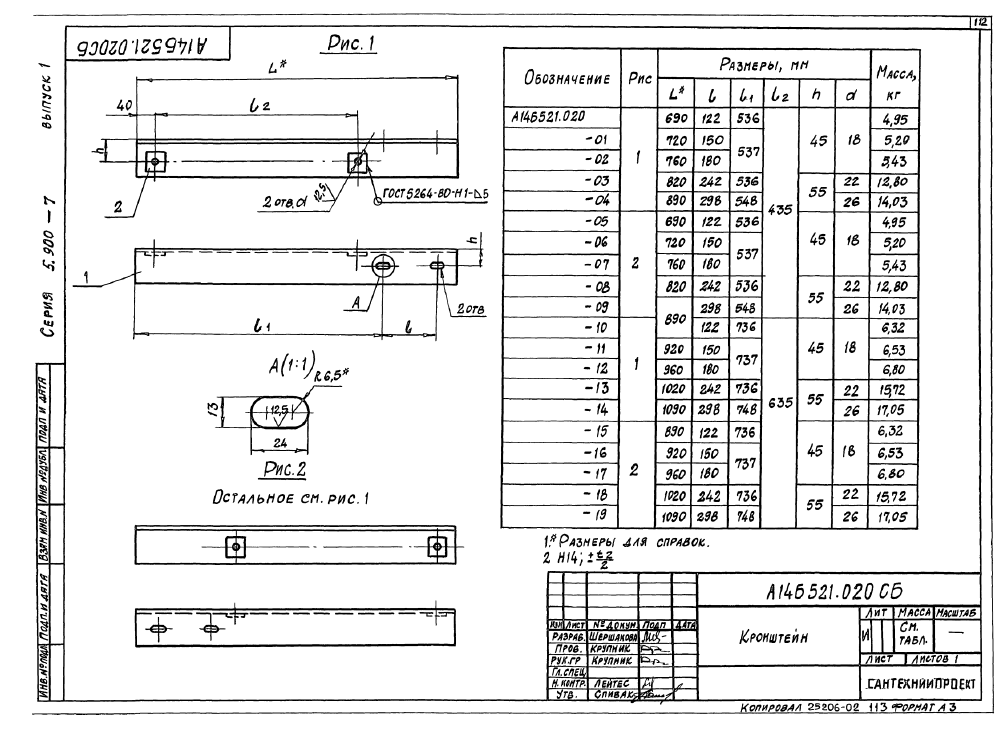 112
А14Б521.020СБ
Серия 5.900-7
выпуск 1
Рис. 1
L*
40
l2
h
2
2 отв. d
12,5
ГОСТ 5264-80-Н1-⊿5
h
1
А
2 отв
l1
l
А(1:1)
R6,5*
13
12,5
24
Рис. 2
Остальное см. рис. 1
Обозначение Рис Размеры, мм Масса, кг
L* l l1 l2 h d
А14Б521.020 1 690 122 536 435 45 18 4,95
-01 720 150 537 5,20
-02 760 180 5,43
-03 820 242 536 55 22 12,80
-04 890 298 548 26 14,03
-05 2 690 122 536 45 18 4,95
-06 720 150 537 5,20
-07 760 180 5,43
-08 820 242 536 55 22 12,80
-09 890 298 548 26 14,03
-10 1 122 736 635 45 18 6,32
-11 920 150 737 6,53
-12 960 180 6,80
-13 1020 242 736 55 22 15,72
-14 1090 298 748 26 17,05
-15 2 890 122 736 45 18 6,32
-16 920 150 737 6,53
-17 960 180 6,80
-18 1020 242 736 55 22 15,72
-19 1090 298 748 26 17,05
1.* Размеры для справок.
2 Н14; ± t2/2
А14Б521.020 СБ
Изм Лист № докум Подп Дата
Разраб. Шершакова
Пров. Крупник
Рук.гр Крупник
Гл. спец
Н. контр. Лейтес
Утв. Спивак
Кронштейн
Лит Масса Масштаб
И см. табл. —
Лист Листов 1
Сантехниипроект
Копировал 25206-02 113 Формат А3
Инв.№ подл Подп. и дата Взам инв.№ Инв №дубл Подп и дата